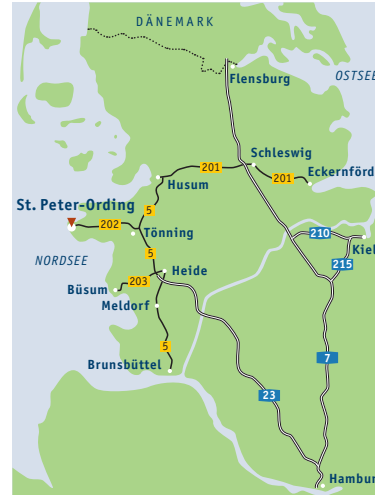 DÄNEMARK
Flensburg
OSTSEE
Schleswig
201
201
Eckernförd
Husum
St. Peter-Ording
5
202
Tönning
210
Kiel
5
NORDSEE
215
Heide
203
Büsum
Meldorf
5
7
Brunsbüttel
23
Hambur